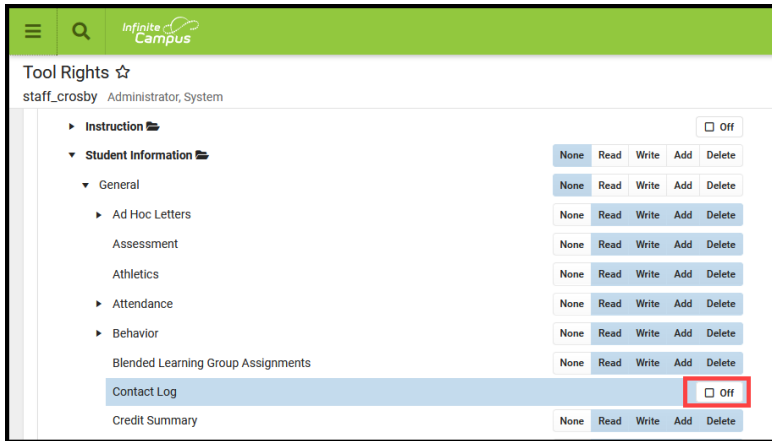 Infinite
Campus
Tool Rights
staff_crosby Administrator, System
Instruction Off
Student Information None Read Write Add Delete
General None Read Write Add Delete
Ad Hoc Letters None Read Write Add Delete
Assessment None Read Write Add Delete
Athletics None Read Write Add Delete
Attendance None Read Write Add Delete
Behavior None Read Write Add Delete
Blended Learning Group Assignments None Read Write Add Delete
Contact Log Off
Credit Summary None Read Write Add Delete